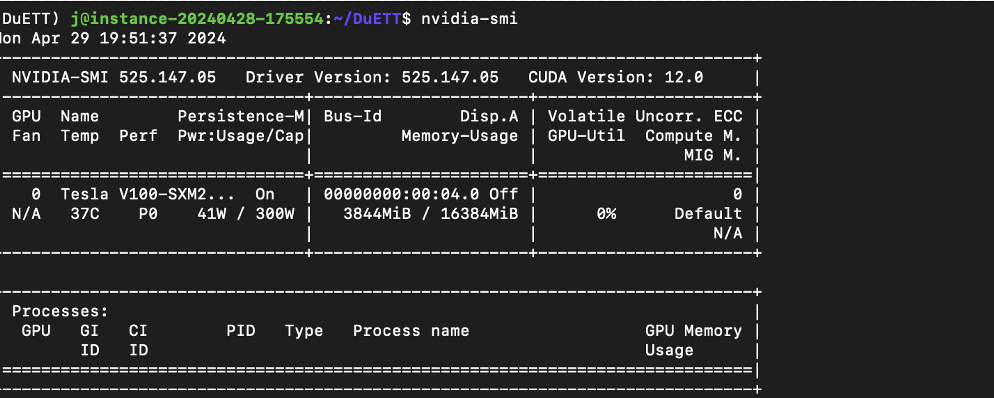 DuETT) j@instance-20240428-175554:~/DuETT$ nvidia-smi
Mon Apr 29 19:51:37 2024
NVIDIA-SMI 525.147.05   Driver Version: 525.147.05   CUDA Version: 12.0
GPU  Name        Persistence-M| Bus-Id        Disp.A | Volatile Uncorr. ECC |
Fan  Temp  Perf  Pwr:Usage/Cap|         Memory-Usage | GPU-Util  Compute M. |
|                      |               MIG M. |
0  Tesla V100-SXM2...  On   | 00000000:00:04.0 Off |                    0 |
N/A   37C    P0    41W / 300W |   3844MiB / 16384MiB |      0%      Default |
|                      |                  N/A |
Processes:                                                                  |
GPU   GI   CI        PID   Type   Process name                  GPU Memory |
ID   ID                                                   Usage      |